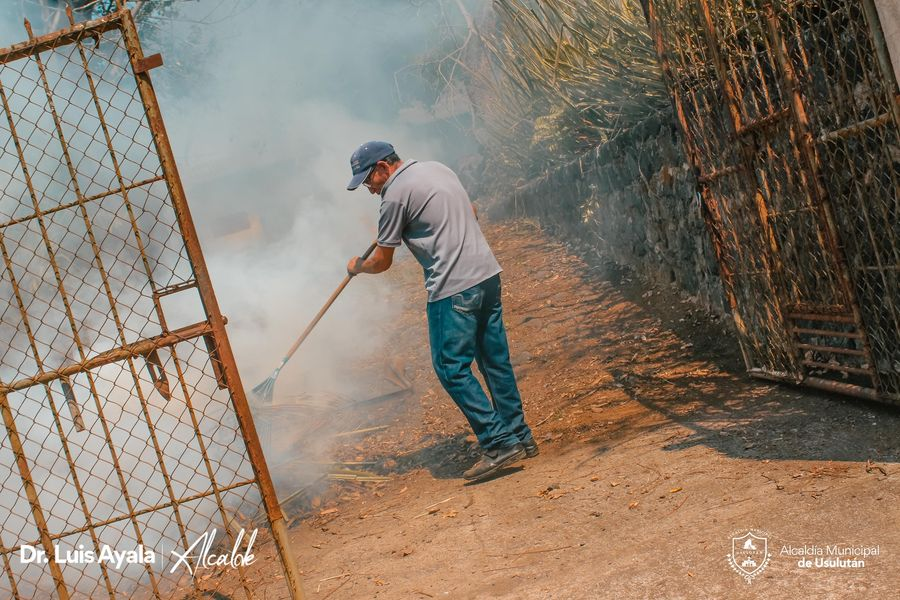 Dr. Luis Ayala | Alcalde
Alcaldía Municipal
de Usulután